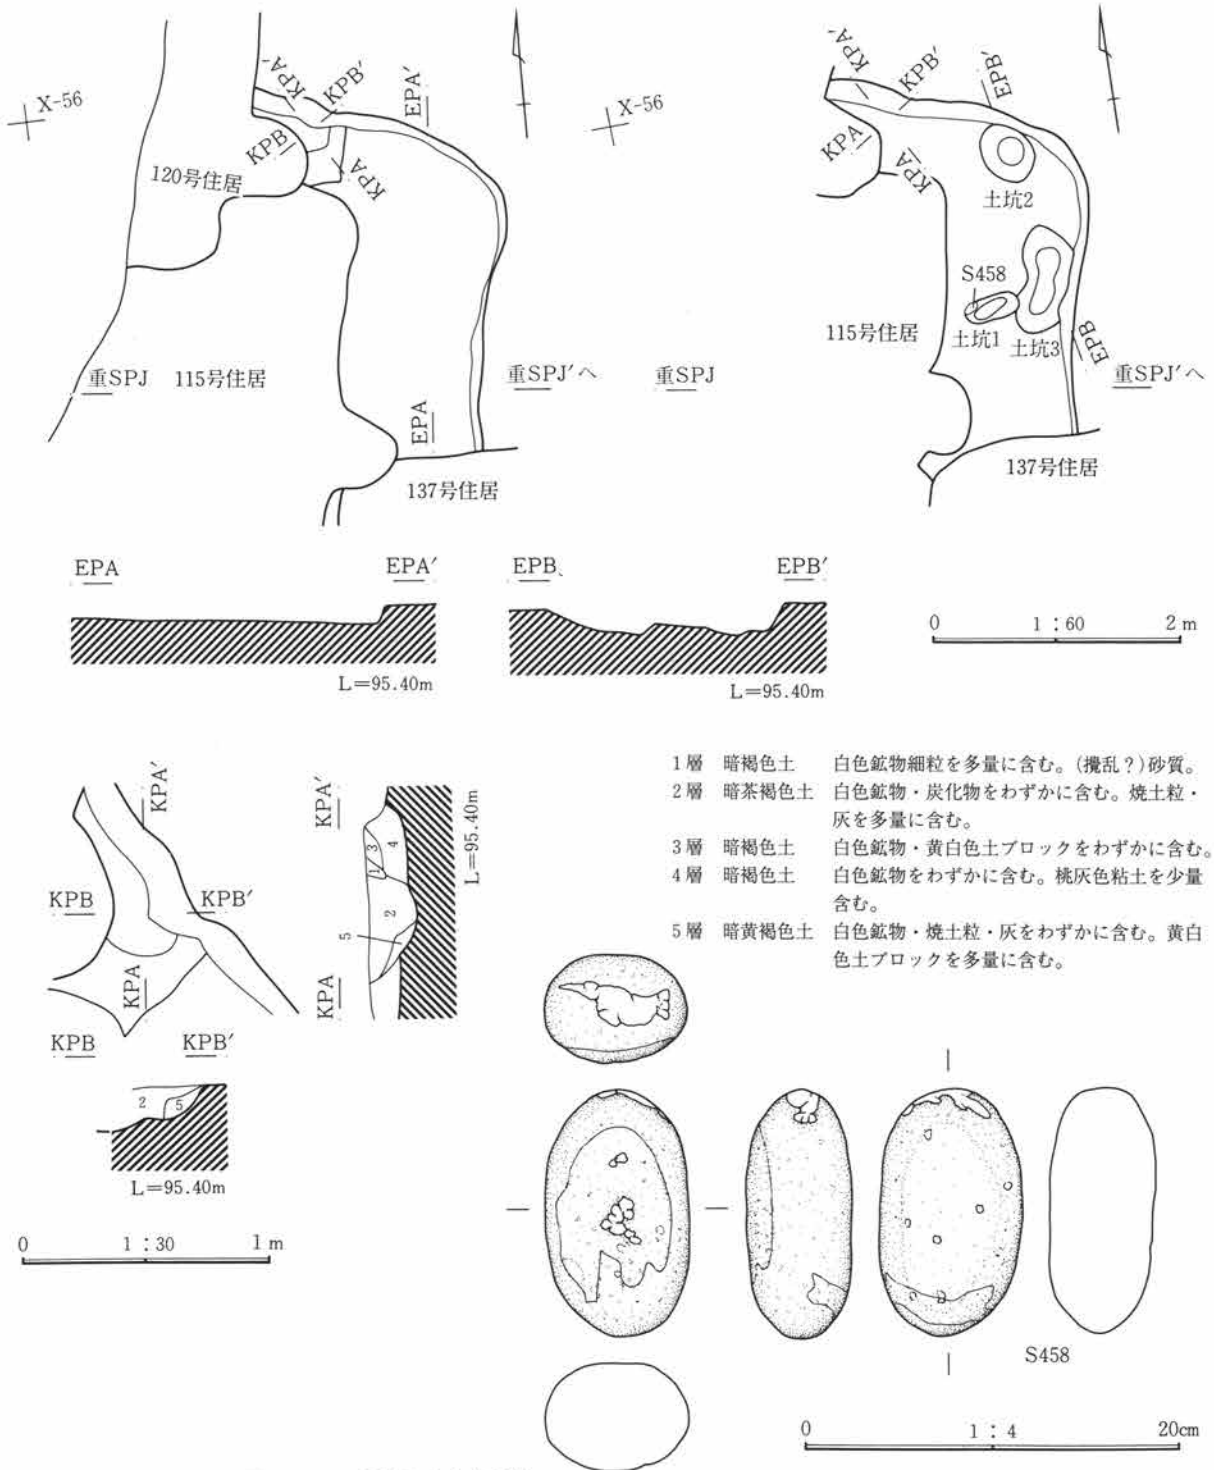 X-56
KPA′
KPB′
EPA′
KPB
KPA
120号住居
重SPJ
115号住居
重SPJ′へ
EPA
137号住居
X-56
KPA′
KPB′
EPB′
KPA
KPA
土坑2
S458
土坑1
土坑3
115号住居
EPB
重SPJ
重SPJ′へ
137号住居
EPA
EPA′
L=95.40m
EPB
EPB′
L=95.40m
0 1:60 2m
1層 暗褐色土 白色鉱物細粒を多量に含む。(攪乱?)砂質。
2層 暗茶褐色土 白色鉱物・炭化物をわずかに含む。焼土粒・
灰を多量に含む。
3層 暗褐色土 白色鉱物・黄白色土ブロックをわずかに含む。
4層 暗褐色土 白色鉱物をわずかに含む。桃灰色粘土を少量
含む。
5層 暗黄褐色土 白色鉱物・焼土粒・灰をわずかに含む。黄白
色土ブロックを多量に含む。
KPA′
KPB
KPB′
KPA
KPA′
3
4
1
2
5
KPA
L=95.40m
KPB
KPB′
2
5
L=95.40m
0 1:30 1m
S458
0 1:4 20cm